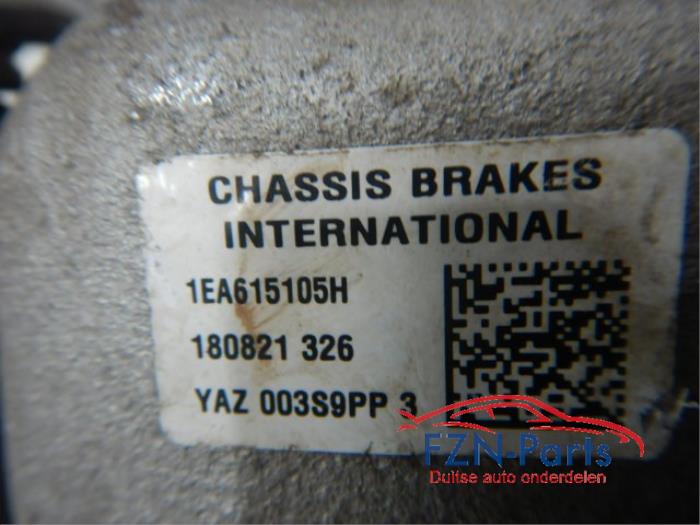 CHASSIS BRAKES
INTERNATIONAL
1EA615105H
180821 326
YAZ 003S9PP 3
FZN-Parts
Duitse auto onderdelen